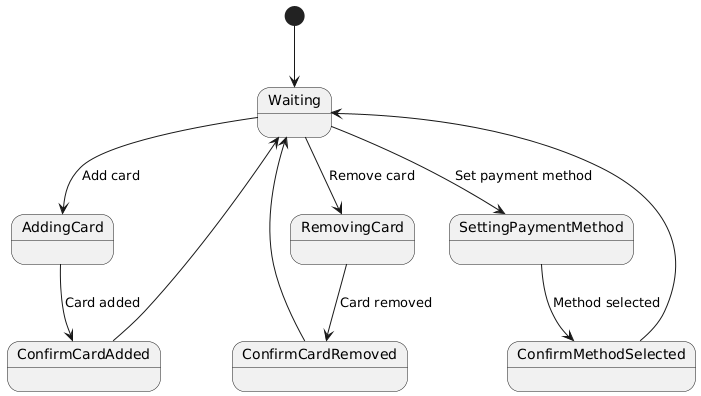 Waiting
Add card
Remove card
Set payment method
AddingCard
RemovingCard
SettingPaymentMethod
Card added
Card removed
Method selected
ConfirmCardAdded
ConfirmCardRemoved
ConfirmMethodSelected